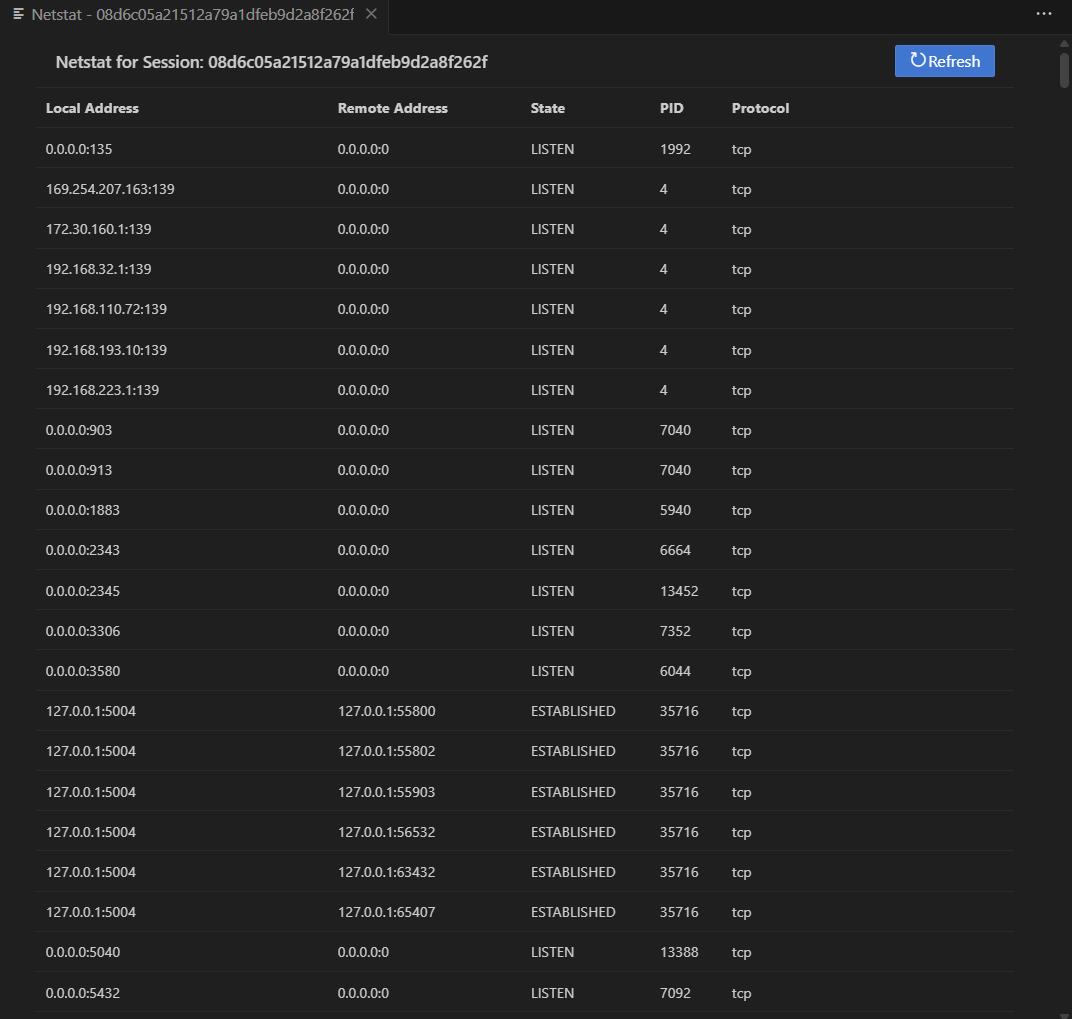 Netstat - 08d6c05a21512a79a1dfeb9d2a8f262f
Netstat for Session: 08d6c05a21512a79a1dfeb9d2a8f262f Refresh
Local Address Remote Address State PID Protocol
0.0.0.0:135 0.0.0.0:0 LISTEN 1992 tcp
169.254.207.163:139 0.0.0.0:0 LISTEN 4 tcp
172.30.160.1:139 0.0.0.0:0 LISTEN 4 tcp
192.168.32.1:139 0.0.0.0:0 LISTEN 4 tcp
192.168.110.72:139 0.0.0.0:0 LISTEN 4 tcp
192.168.193.10:139 0.0.0.0:0 LISTEN 4 tcp
192.168.223.1:139 0.0.0.0:0 LISTEN 4 tcp
0.0.0.0:903 0.0.0.0:0 LISTEN 7040 tcp
0.0.0.0:913 0.0.0.0:0 LISTEN 7040 tcp
0.0.0.0:1883 0.0.0.0:0 LISTEN 5940 tcp
0.0.0.0:2343 0.0.0.0:0 LISTEN 6664 tcp
0.0.0.0:2345 0.0.0.0:0 LISTEN 13452 tcp
0.0.0.0:3306 0.0.0.0:0 LISTEN 7352 tcp
0.0.0.0:3580 0.0.0.0:0 LISTEN 6044 tcp
127.0.0.1:5004 127.0.0.1:55800 ESTABLISHED 35716 tcp
127.0.0.1:5004 127.0.0.1:55802 ESTABLISHED 35716 tcp
127.0.0.1:5004 127.0.0.1:55903 ESTABLISHED 35716 tcp
127.0.0.1:5004 127.0.0.1:56532 ESTABLISHED 35716 tcp
127.0.0.1:5004 127.0.0.1:63432 ESTABLISHED 35716 tcp
127.0.0.1:5004 127.0.0.1:65407 ESTABLISHED 35716 tcp
0.0.0.0:5040 0.0.0.0:0 LISTEN 13388 tcp
0.0.0.0:5432 0.0.0.0:0 LISTEN 7092 tcp